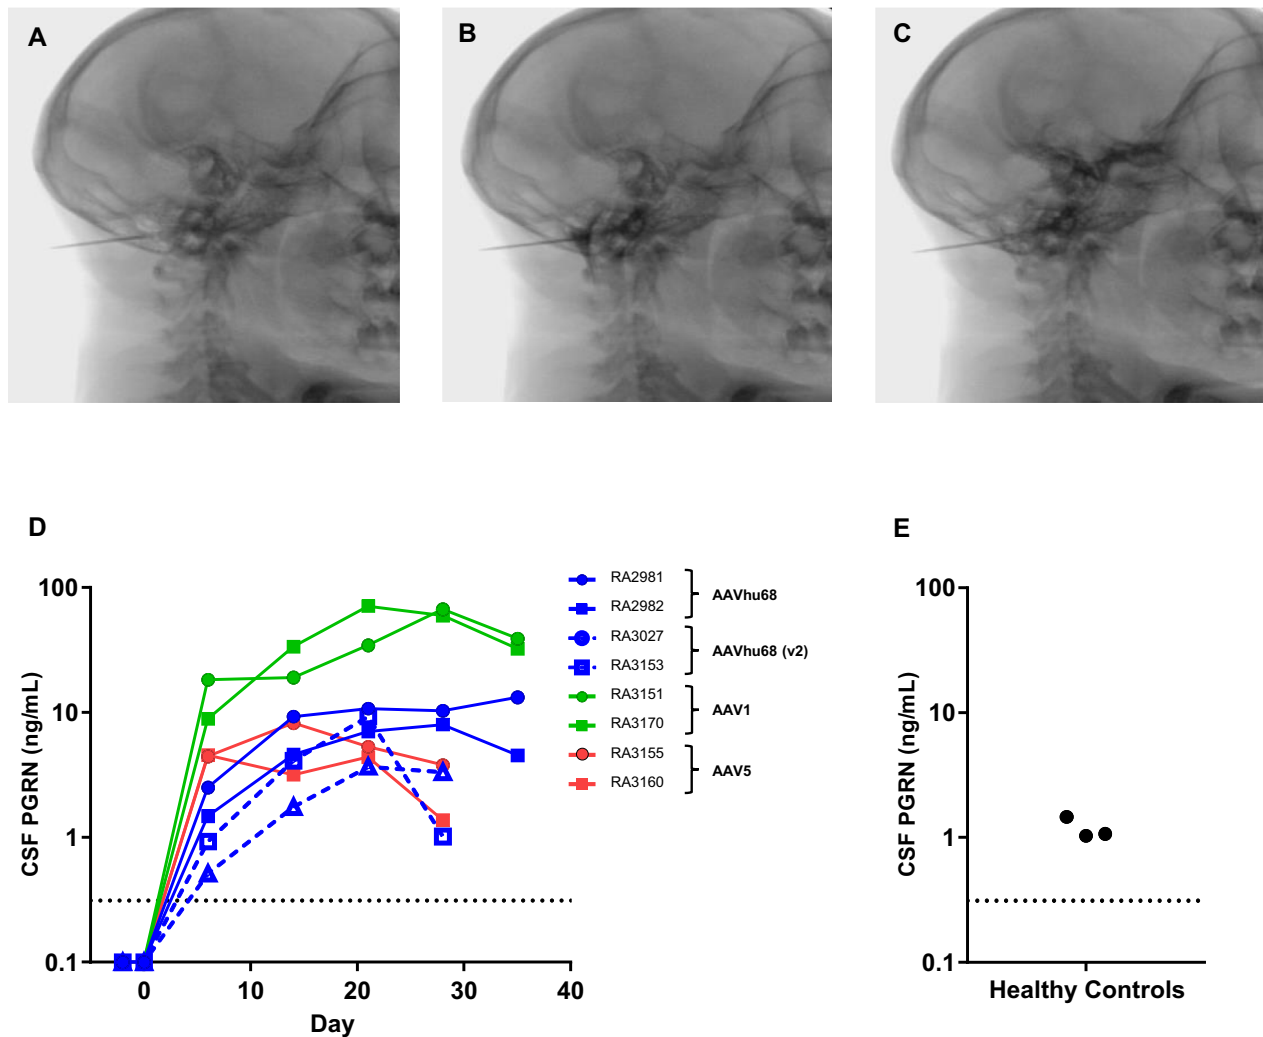 A
B
C
D
E
100
10
1
0.1
CSF PGRN (ng/mL)
0
10
20
30
40
Day
RA2981
RA2982
AAVhu68
RA3027
RA3153
AAVhu68 (v2)
RA3151
RA3170
AAV1
RA3155
RA3160
AAV5
100
10
1
0.1
CSF PGRN (ng/mL)
Healthy Controls